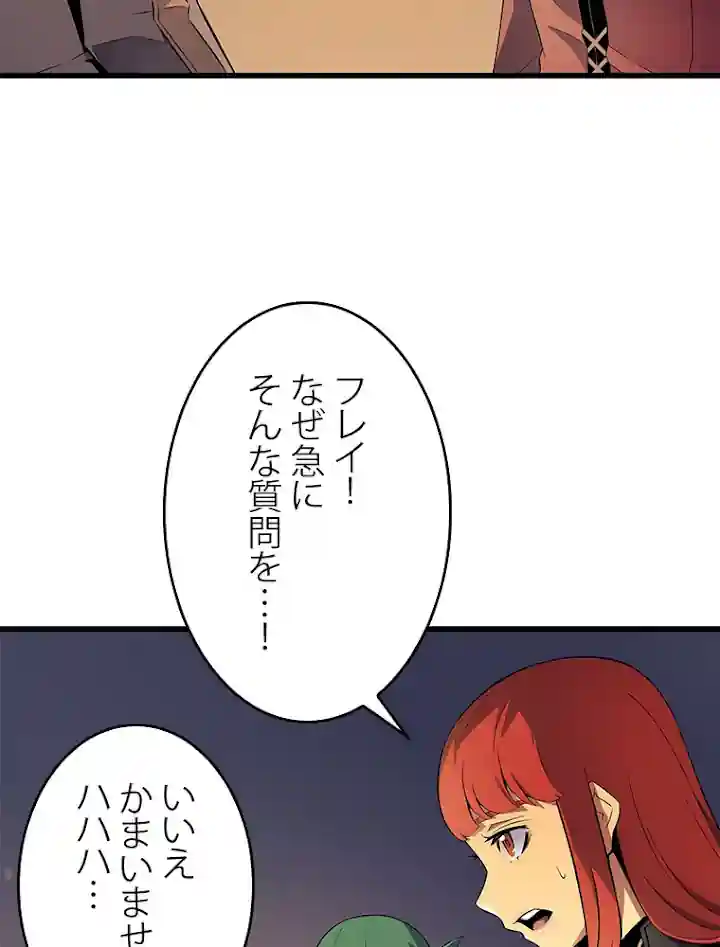 フレイ！
なぜ急に
そんな質問を…！
いいえ
かまいませ
ハハハ…